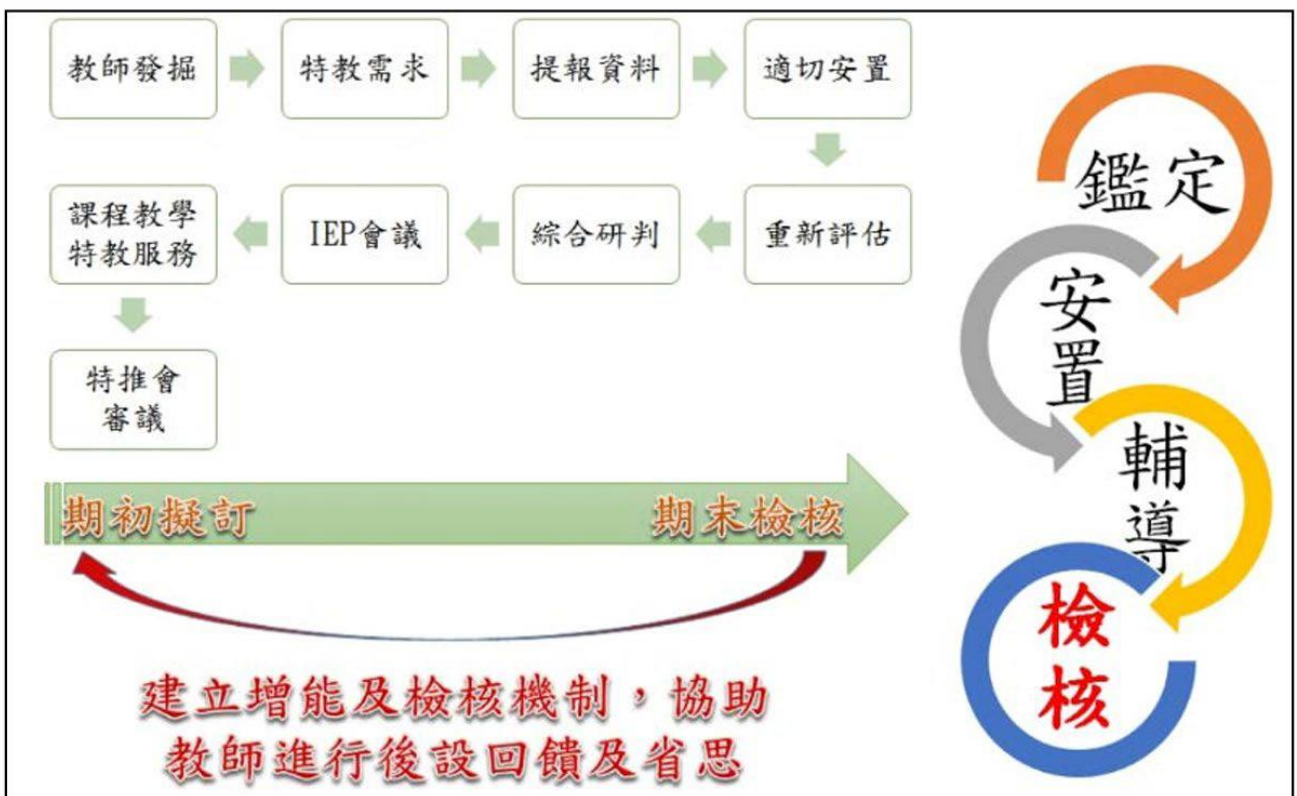 教師發掘
特教需求
提報資料
適切安置
重新評估
綜合研判
IEP會議
課程教學
特教服務
特推會
審議
期初擬訂
期末檢核
建立增能及檢核機制，協助
教師進行後設回饋及省思
鑑定
安置
輔導
檢核